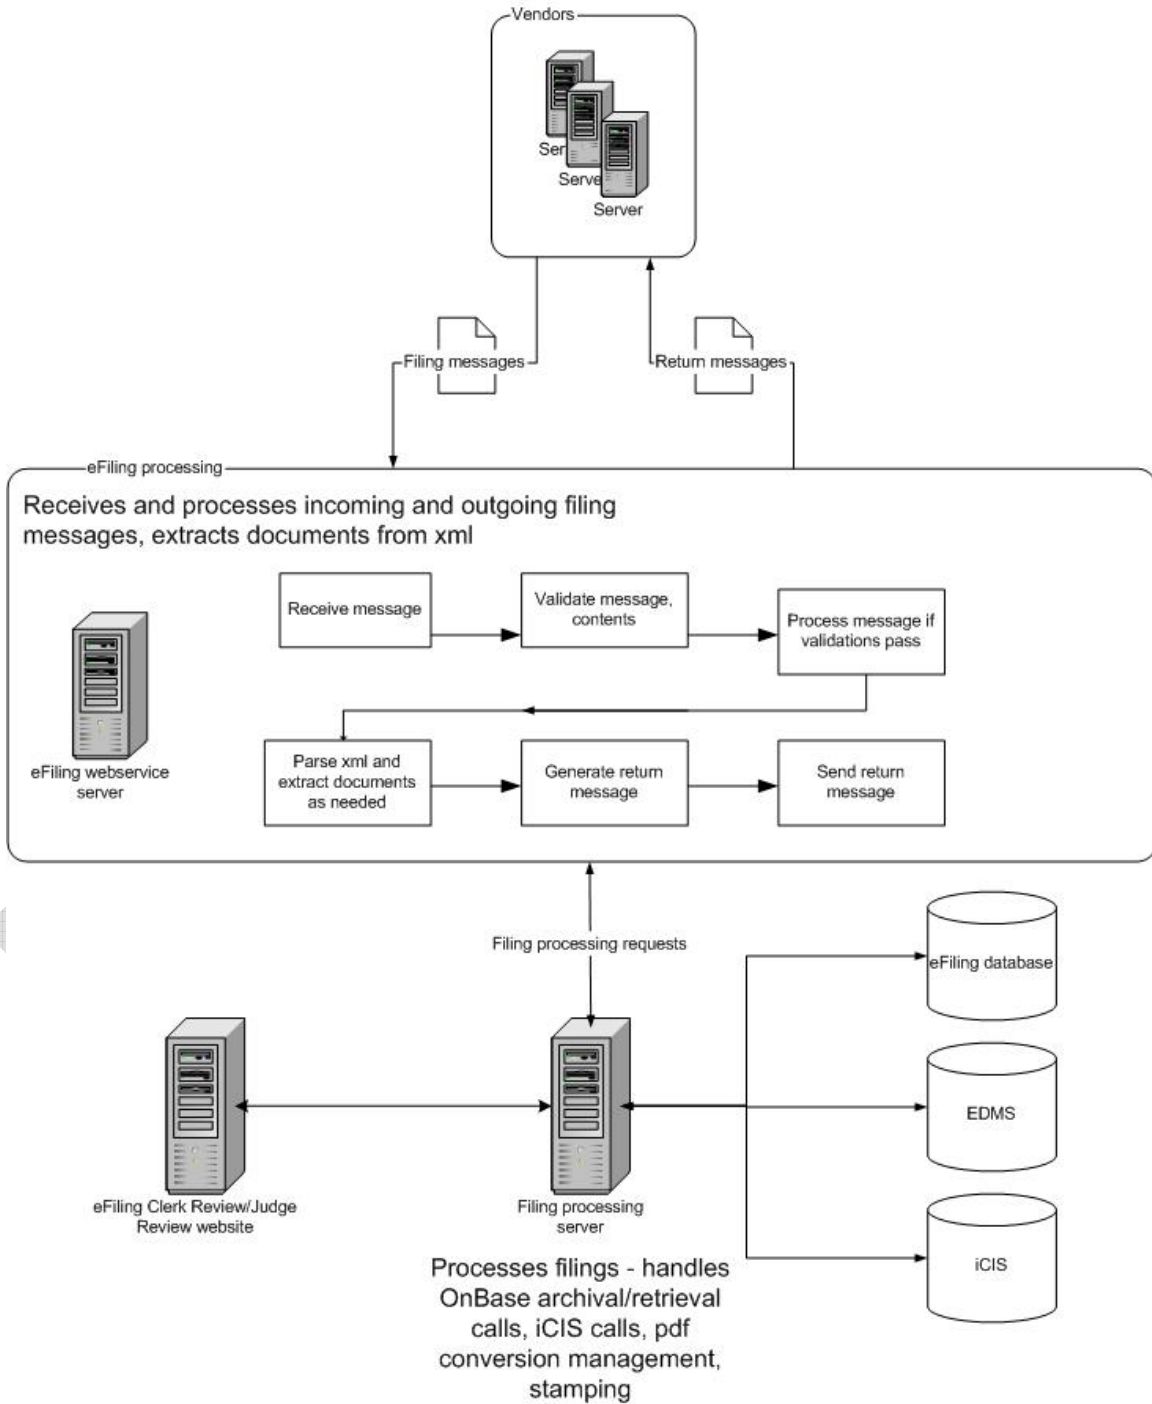 Vendors
Ser
Serve
Server
Filing messages
Return messages
eFiling processing
Receives and processes incoming and outgoing filing
messages, extracts documents from xml
Receive message
Validate message,
contents
Process message if
validations pass
eFiling webservice
server
Parse xml and
extract documents
as needed
Generate return
message
Send return
message
Filing processing requests
eFiling database
EDMS
iCIS
eFiling Clerk Review/Judge
Review website
Filing processing
server
Processes filings - handles
OnBase archival/retrieval
calls, iCIS calls, pdf
conversion management,
stamping